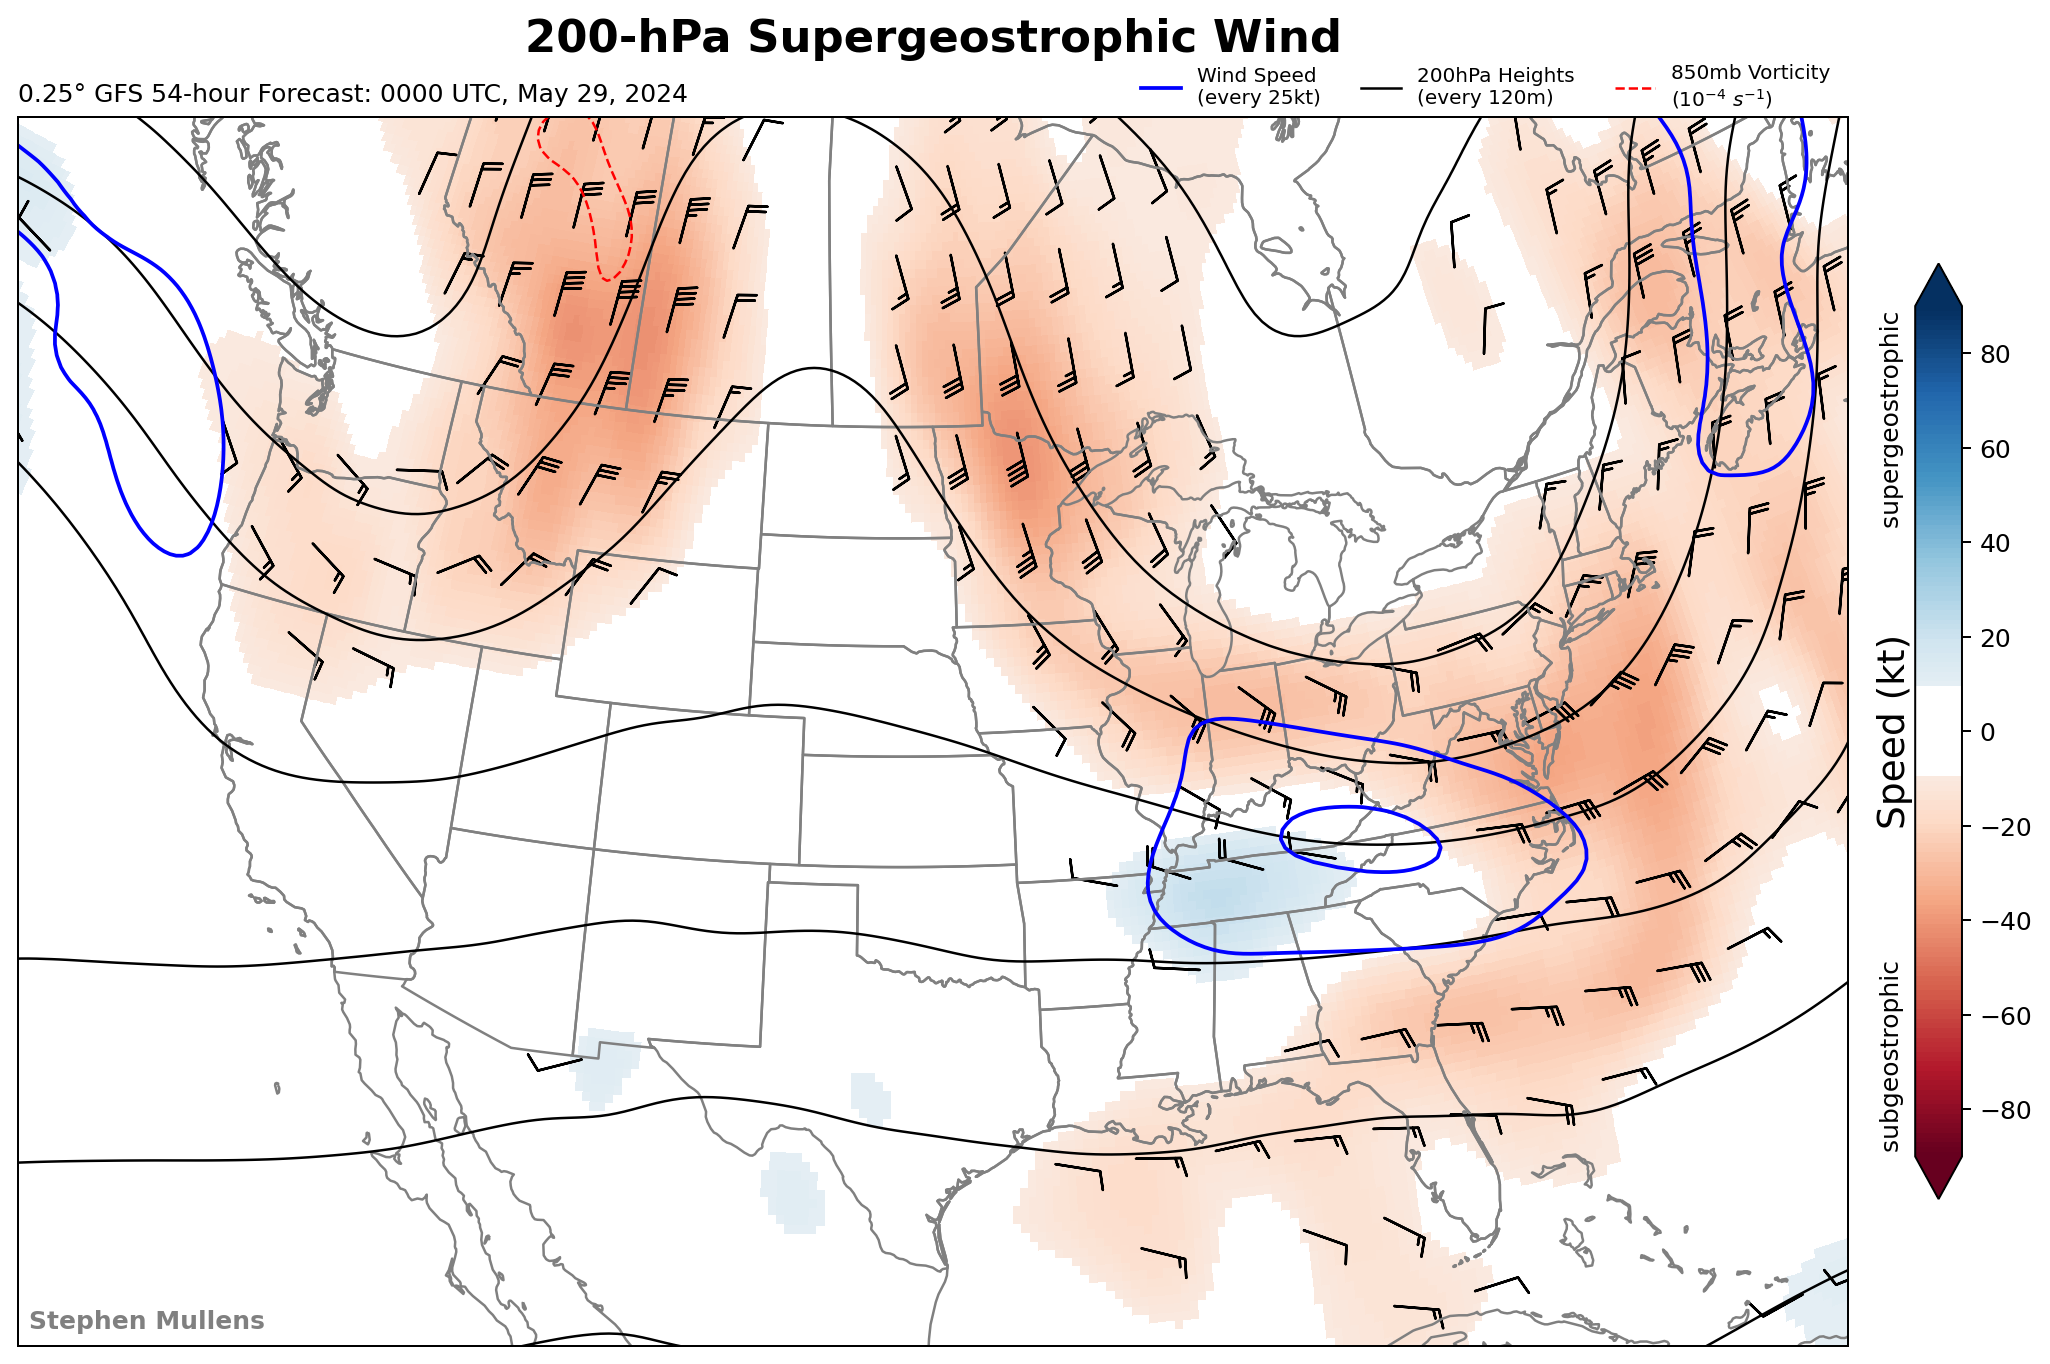 200-hPa Supergeostrophic Wind
0.25° GFS 54-hour Forecast: 0000 UTC, May 29, 2024
Wind Speed
(every 25kt)
200hPa Heights
(every 120m)
850mb Vorticity
(10⁻⁴ s⁻¹)
supergeostrophic
Speed (kt)
subgeostrophic
80
60
40
20
0
−20
−40
−60
−80
Stephen Mullens